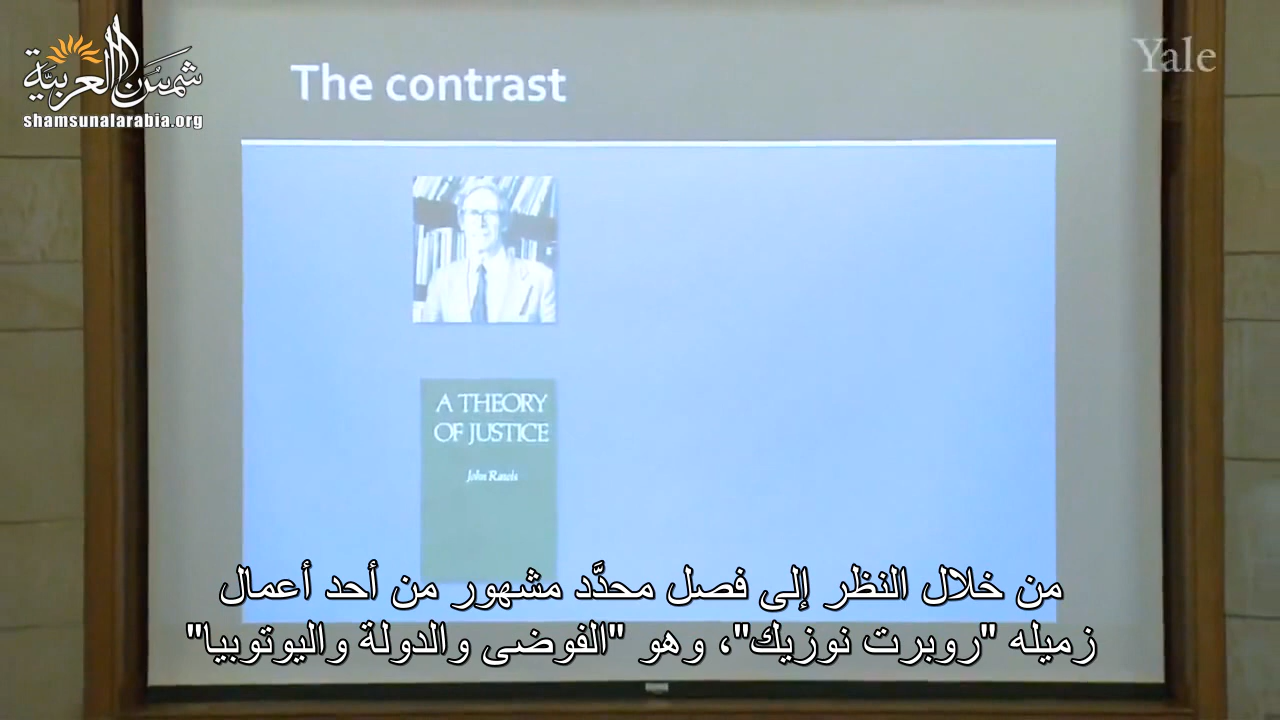 شمس العربية
shamsunalarabia.org
Yale
The contrast
A THEORY
OF JUSTICE
John Rawls
من خلال النظر إلى فصل محدَّد مشهور من أحد أعمال
زميله "روبرت نوزيك"، وهو "الفوضى والدولة واليوتوبيا"